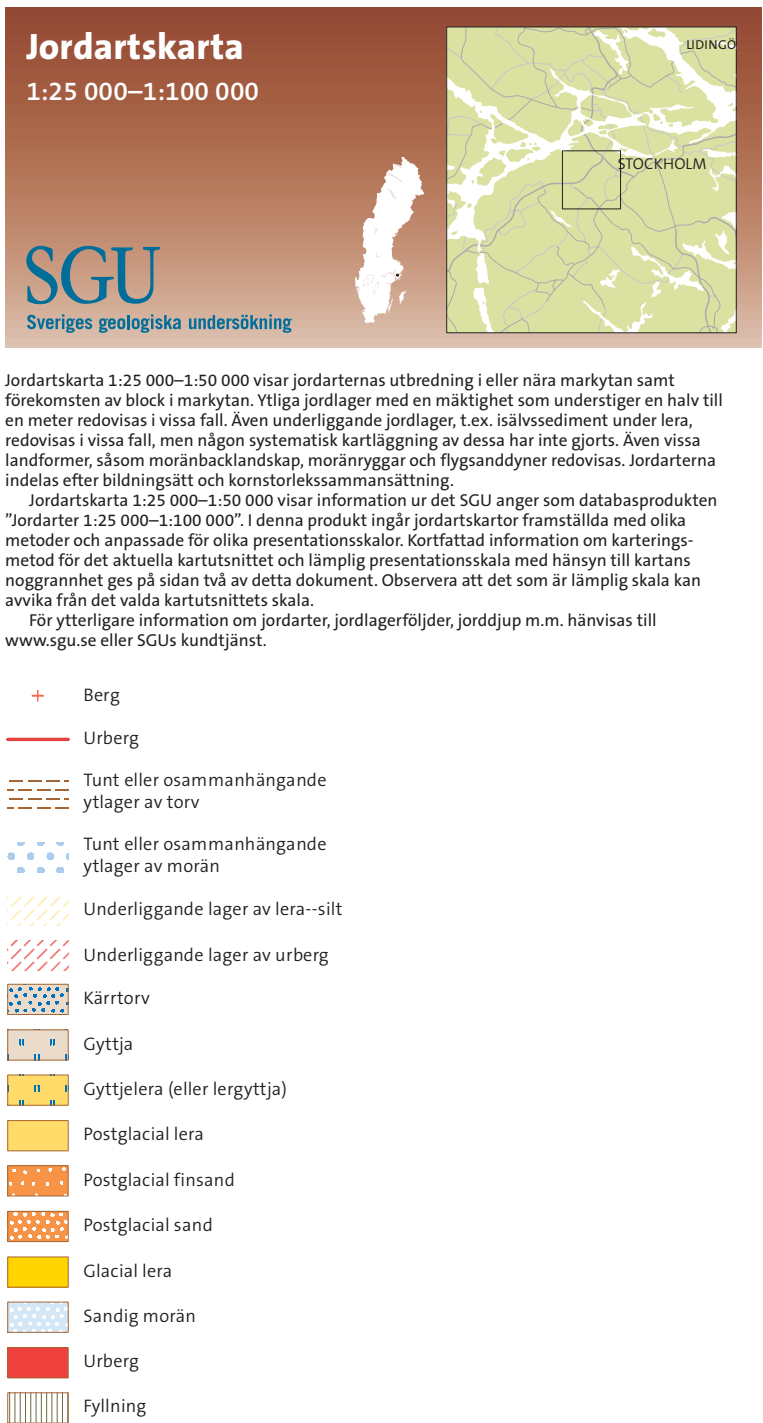 Jordartskarta
1:25 000–1:100 000
LIDINGÖ
STOCKHOLM
SGU
Sveriges geologiska undersökning
Jordartskarta 1:25 000–1:50 000 visar jordarternas utbredning i eller nära markytan samt
förekomsten av block i markytan. Ytliga jordlager med en mäktighet som understiger en halv till
en meter redovisas i vissa fall. Även underliggande jordlager, t.ex. isälvssediment under lera,
redovisas i vissa fall, men någon systematisk kartläggning av dessa har inte gjorts. Även vissa
landformer, såsom moränbacklandskap, moränryggar och flygsanddyner redovisas. Jordarterna
indelas efter bildningsätt och kornstorlekssammansättning.
Jordartskarta 1:25 000–1:50 000 visar information ur det SGU anger som databasprodukten
”Jordarter 1:25 000–1:100 000”. I denna produkt ingår jordartskartor framställda med olika
metoder och anpassade för olika presentationsskalor. Kortfattad information om karterings-
metod för det aktuella kartutsnittet och lämplig presentationsskala med hänsyn till kartans
noggrannhet ges på sidan två av detta dokument. Observera att det som är lämplig skala kan
avvika från det valda kartutsnittets skala.
För ytterligare information om jordarter, jordlagerföljder, jorddjup m.m. hänvisas till
www.sgu.se eller SGUs kundtjänst.
Berg
Urberg
Tunt eller osammanhängande
ytlager av torv
Tunt eller osammanhängande
ytlager av morän
Underliggande lager av lera--silt
Underliggande lager av urberg
Kärrtorv
Gyttja
Gyttjelera (eller lergyttja)
Postglacial lera
Postglacial finsand
Postglacial sand
Glacial lera
Sandig morän
Urberg
Fyllning